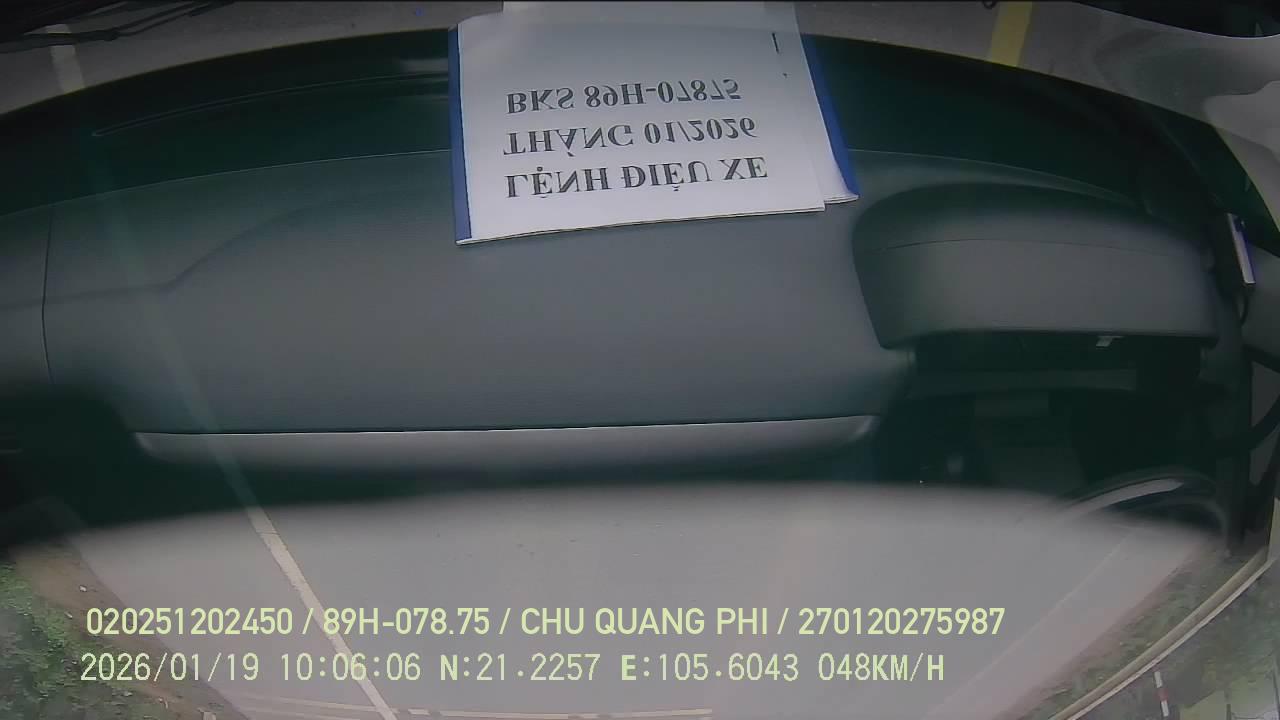 LỆNH ĐIỀU XE
THÁNG 01/2026
BKS 89H-07875
020251202450 / 89H-078.75 / CHU QUANG PHI / 270120275987
2026/01/19 10:06:06 N:21.2257 E:105.6043 048KM/H